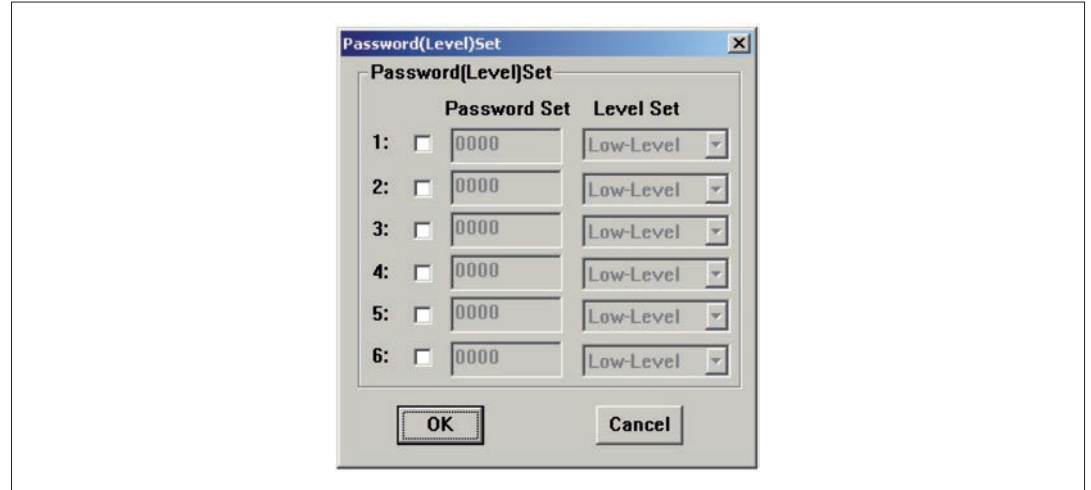 Password(Level)Set
Password(Level)Set
Password Set Level Set
1: 0000 Low-Level
2: 0000 Low-Level
3: 0000 Low-Level
4: 0000 Low-Level
5: 0000 Low-Level
6: 0000 Low-Level
OK Cancel